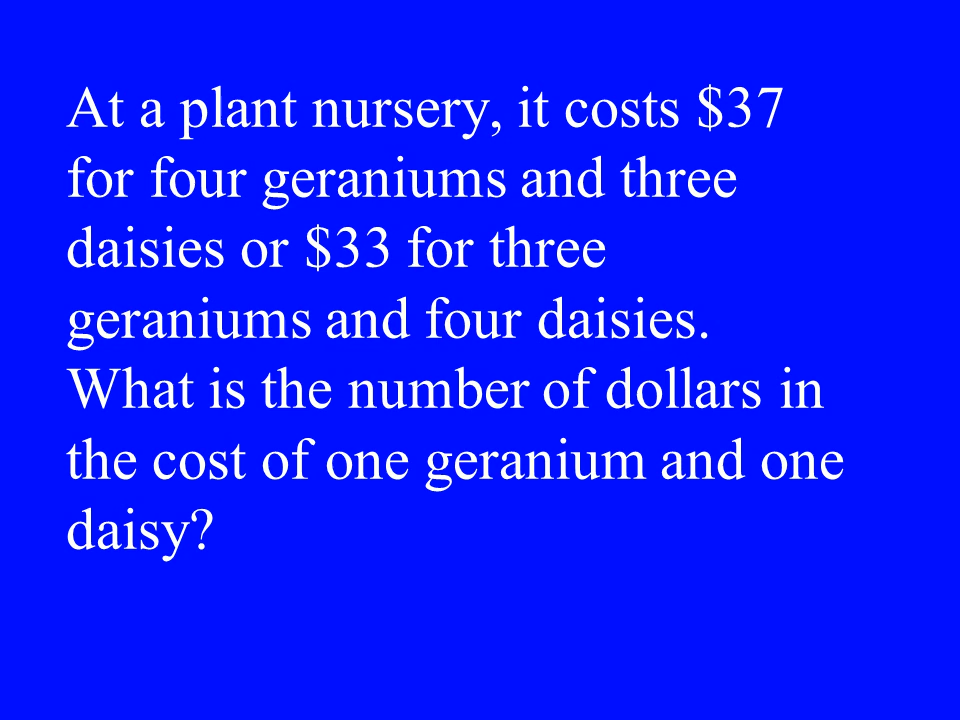 At a plant nursery, it costs $37
for four geraniums and three
daisies or $33 for three
geraniums and four daisies.
What is the number of dollars in
the cost of one geranium and one
daisy?